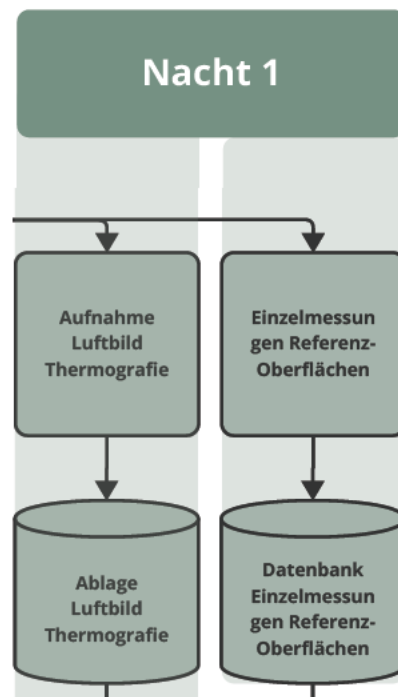 Nacht 1
Aufnahme
Luftbild
Thermografie
Einzelmessun
gen Referenz-
Oberflächen
Ablage
Luftbild
Thermografie
Datenbank
Einzelmessun
gen Referenz-
Oberflächen